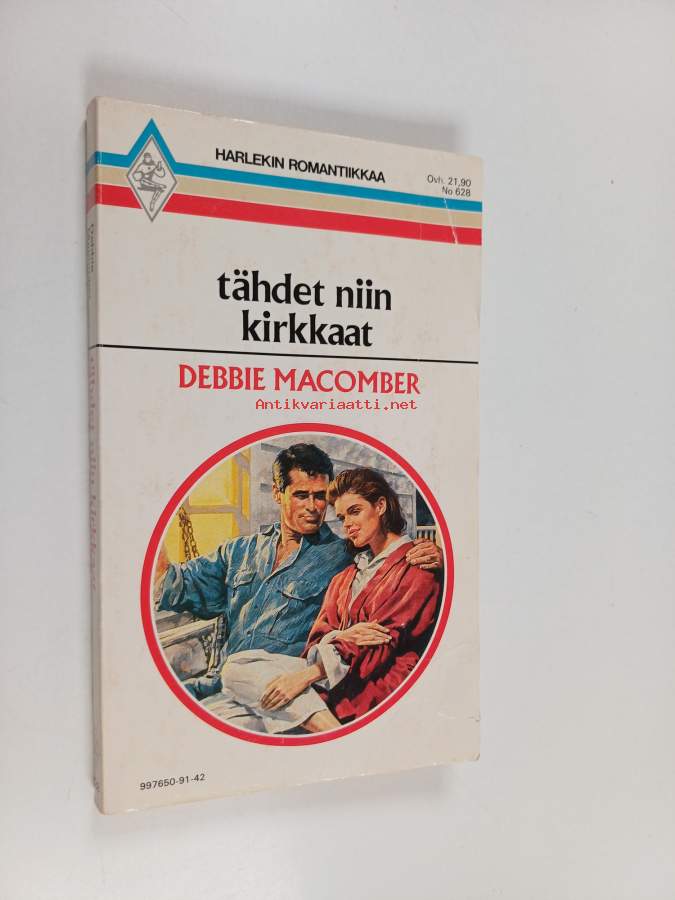 HARLEKIN ROMANTIIKKAA
Ovh. 21,90
No 628
tähdet niin
kirkkaat
DEBBIE MACOMBER
Antikvariaatti.net
997650-91-42